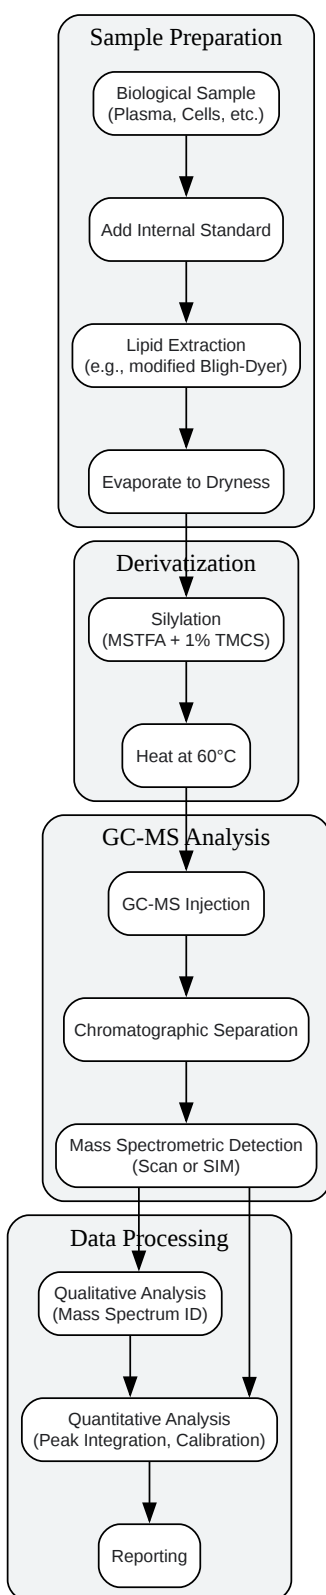 Sample Preparation
Biological Sample
(Plasma, Cells, etc.)
Add Internal Standard
Lipid Extraction
(e.g., modified Bligh-Dyer)
Evaporate to Dryness
Derivatization
Silylation
(MSTFA + 1% TMCS)
Heat at 60°C
GC-MS Analysis
GC-MS Injection
Chromatographic Separation
Mass Spectrometric Detection
(Scan or SIM)
Data Processing
Qualitative Analysis
(Mass Spectrum ID)
Quantitative Analysis
(Peak Integration, Calibration)
Reporting